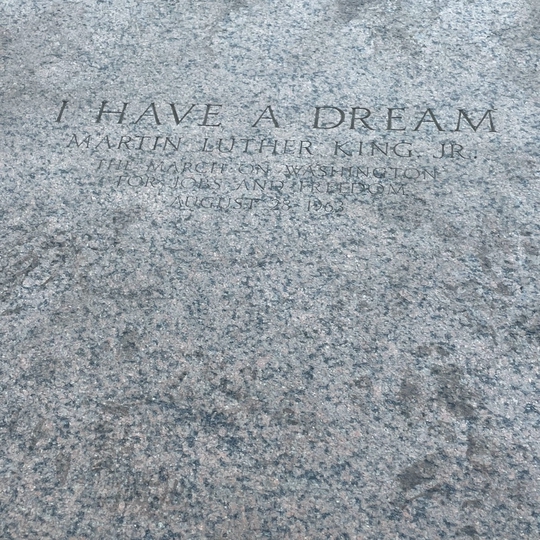 I HAVE A DREAM
MARTIN LUTHER KING, JR.
THE MARCH ON WASHINGTON
FOR JOBS AND FREEDOM
AUGUST 28, 1963